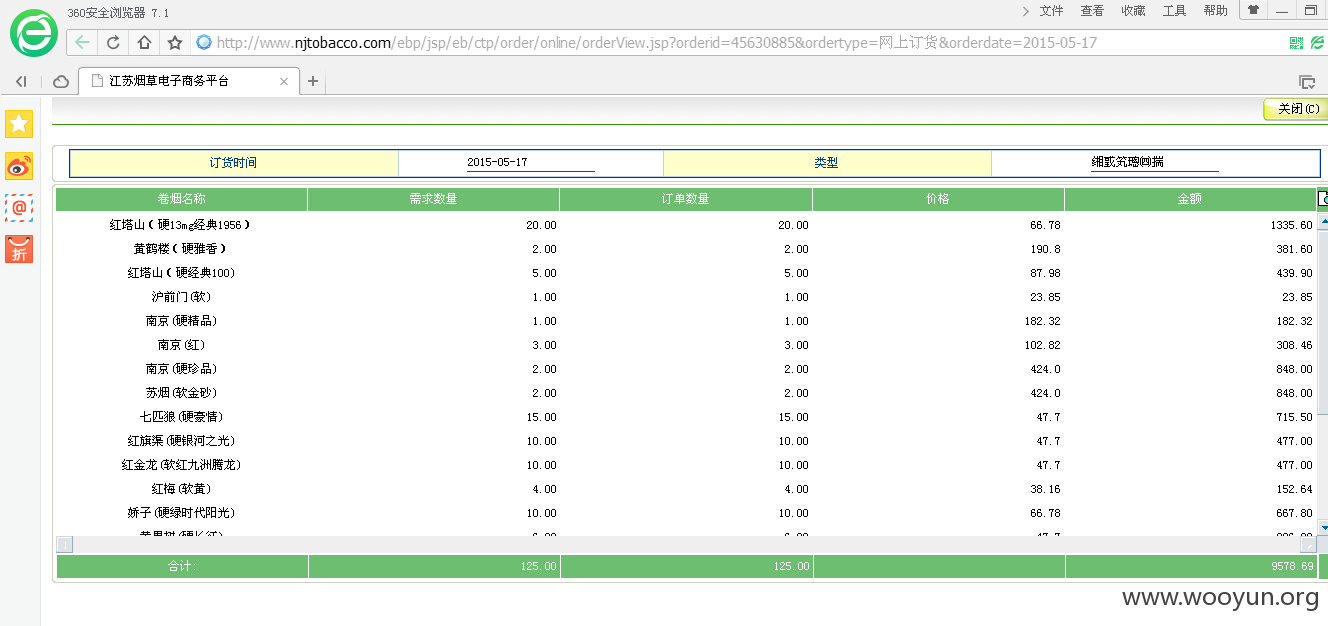 360安全浏览器 7.1
文件 查看 收藏 工具 帮助
http://www.njtobacco.com/ebp/jsp/eb/ctp/order/online/orderView.jsp?orderid=45630885&ordertype=网上订货&orderdate=2015-05-17
江苏烟草电子商务平台
关闭(C)
订货时间 2015-05-17 类型
卷烟名称 需求数量 订单数量 价格 金额
红塔山(硬13mg经典1956) 20.00 20.00 66.78 1335.60
黄鹤楼(硬雅香) 2.00 2.00 190.8 381.60
红塔山(硬经典100) 5.00 5.00 87.98 439.90
沪前门(软) 1.00 1.00 23.85 23.85
南京(硬精品) 1.00 1.00 182.32 182.32
南京(红) 3.00 3.00 102.82 308.46
南京(硬珍品) 2.00 2.00 424.0 848.00
苏烟(软金砂) 2.00 2.00 424.0 848.00
七匹狼(硬豪情) 15.00 15.00 47.7 715.50
红旗渠(硬银河之光) 10.00 10.00 47.7 477.00
红金龙(软红九洲腾龙) 10.00 10.00 47.7 477.00
红梅(软黄) 4.00 4.00 38.16 152.64
娇子(硬绿时代阳光) 10.00 10.00 66.78 667.80
合计: 125.00 125.00 9578.69
@
折
www.wooyun.org